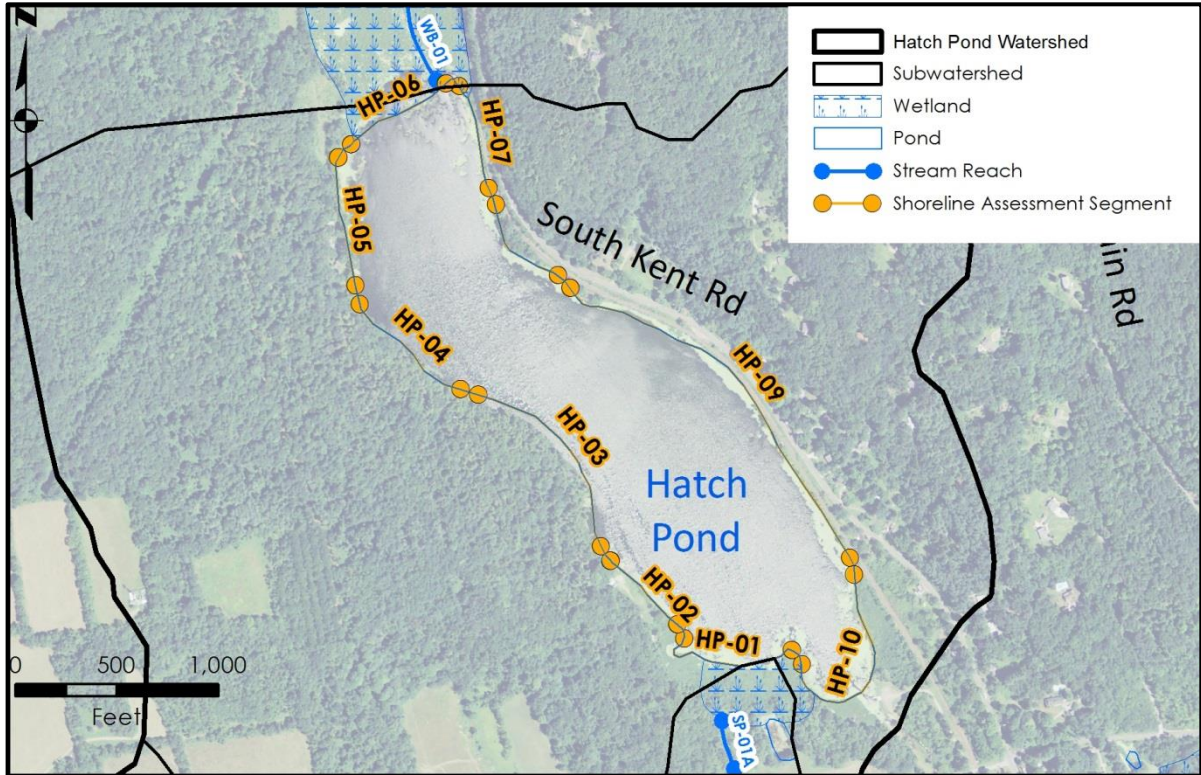 Z
Hatch Pond Watershed
Subwatershed
Wetland
Pond
Stream Reach
Shoreline Assessment Segment
WB-01
HP-06
HP-07
HP-05
South Kent Rd
HP-04
HP-09
HP-03
Hatch
Pond
HP-02
HP-01
HP-10
SP-01A
0 500 1,000
Feet
Rd